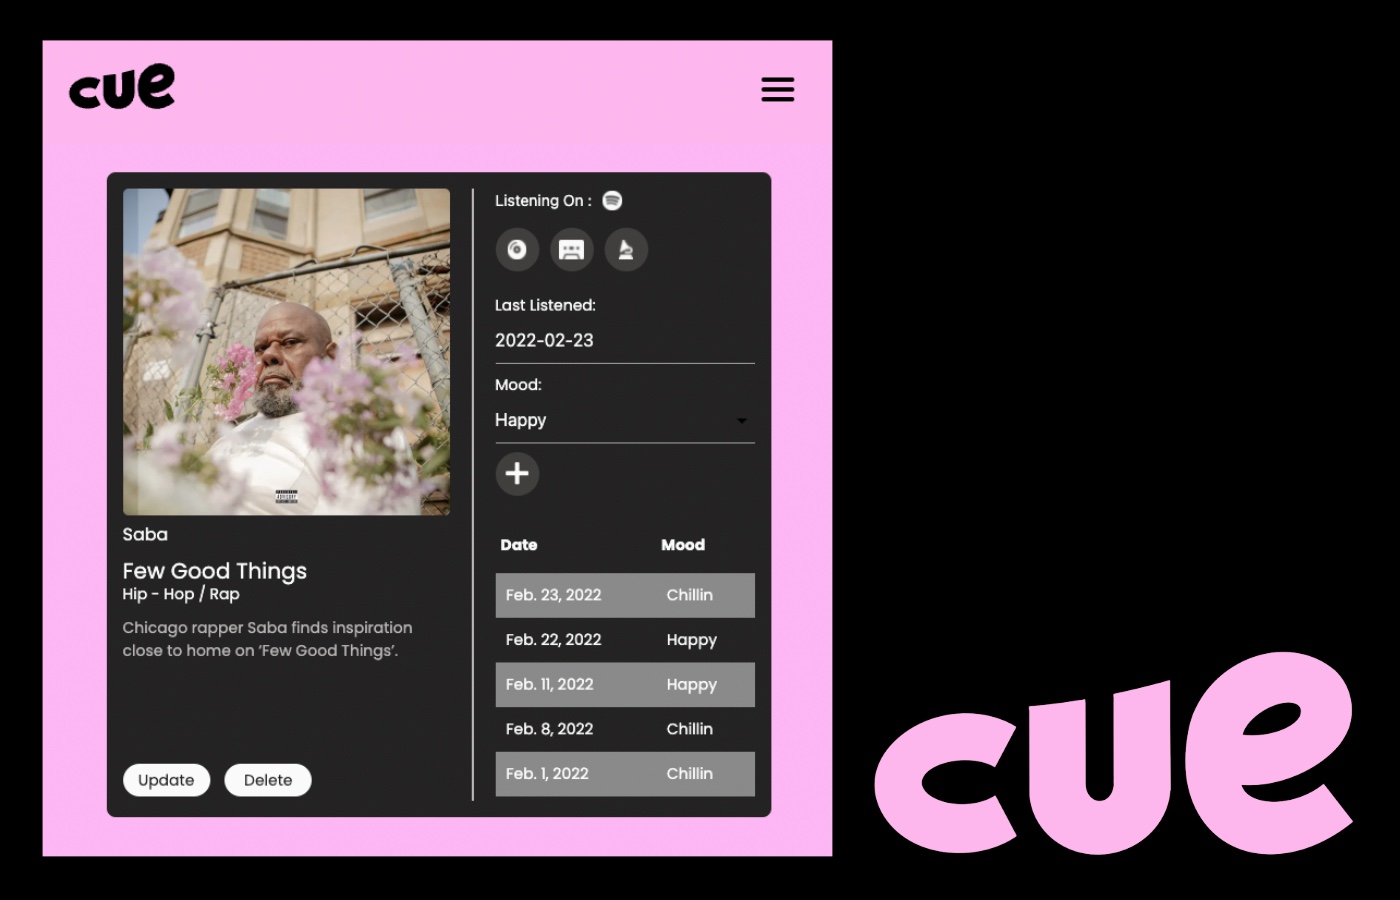 cue
Saba
Few Good Things
Hip - Hop / Rap
Chicago rapper Saba finds inspiration
close to home on ‘Few Good Things’.
Update Delete
Listening On :
Last Listened:
2022-02-23
Mood:
Happy
Date Mood
Feb. 23, 2022 Chillin
Feb. 22, 2022 Happy
Feb. 11, 2022 Happy
Feb. 8, 2022 Chillin
Feb. 1, 2022 Chillin
cue